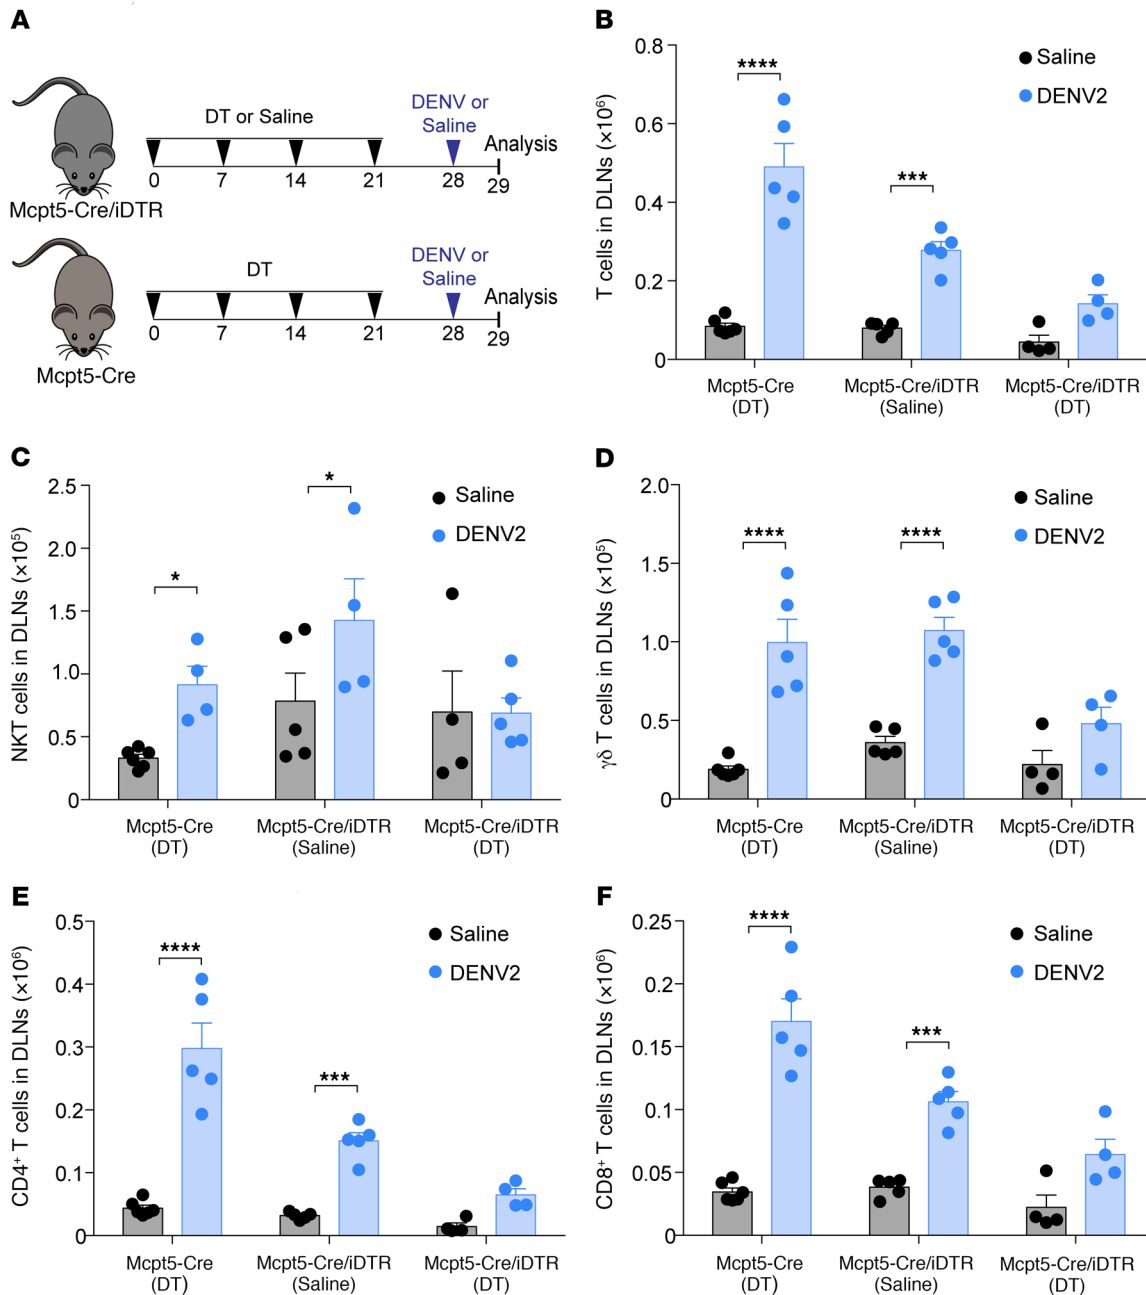 A
DT or Saline
DENV or
Saline
Analysis
0 7 14 21 28 29
Mcpt5-Cre/iDTR
DT
DENV or
Saline
Analysis
0 7 14 21 28 29
Mcpt5-Cre
B
T cells in DLNs (×10⁶)
0.8
0.6
0.4
0.2
0
**** ***
Saline
DENV2
Mcpt5-Cre Mcpt5-Cre/iDTR Mcpt5-Cre/iDTR
(DT) (Saline) (DT)
C
NKT cells in DLNs (×10⁵)
2.5
2.0
1.5
1.0
0.5
0
* *
Saline
DENV2
Mcpt5-Cre Mcpt5-Cre/iDTR Mcpt5-Cre/iDTR
(DT) (Saline) (DT)
D
γδ T cells in DLNs (×10⁵)
2.0
1.5
1.0
0.5
0
**** ****
Saline
DENV2
Mcpt5-Cre Mcpt5-Cre/iDTR Mcpt5-Cre/iDTR
(DT) (Saline) (DT)
E
CD4⁺ T cells in DLNs (×10⁶)
0.5
0.4
0.3
0.2
0.1
0
**** ***
Saline
DENV2
Mcpt5-Cre Mcpt5-Cre/iDTR Mcpt5-Cre/iDTR
(DT) (Saline) (DT)
F
CD8⁺ T cells in DLNs (×10⁶)
0.25
0.2
0.15
0.1
0.05
0
**** ***
Saline
DENV2
Mcpt5-Cre Mcpt5-Cre/iDTR Mcpt5-Cre/iDTR
(DT) (Saline) (DT)